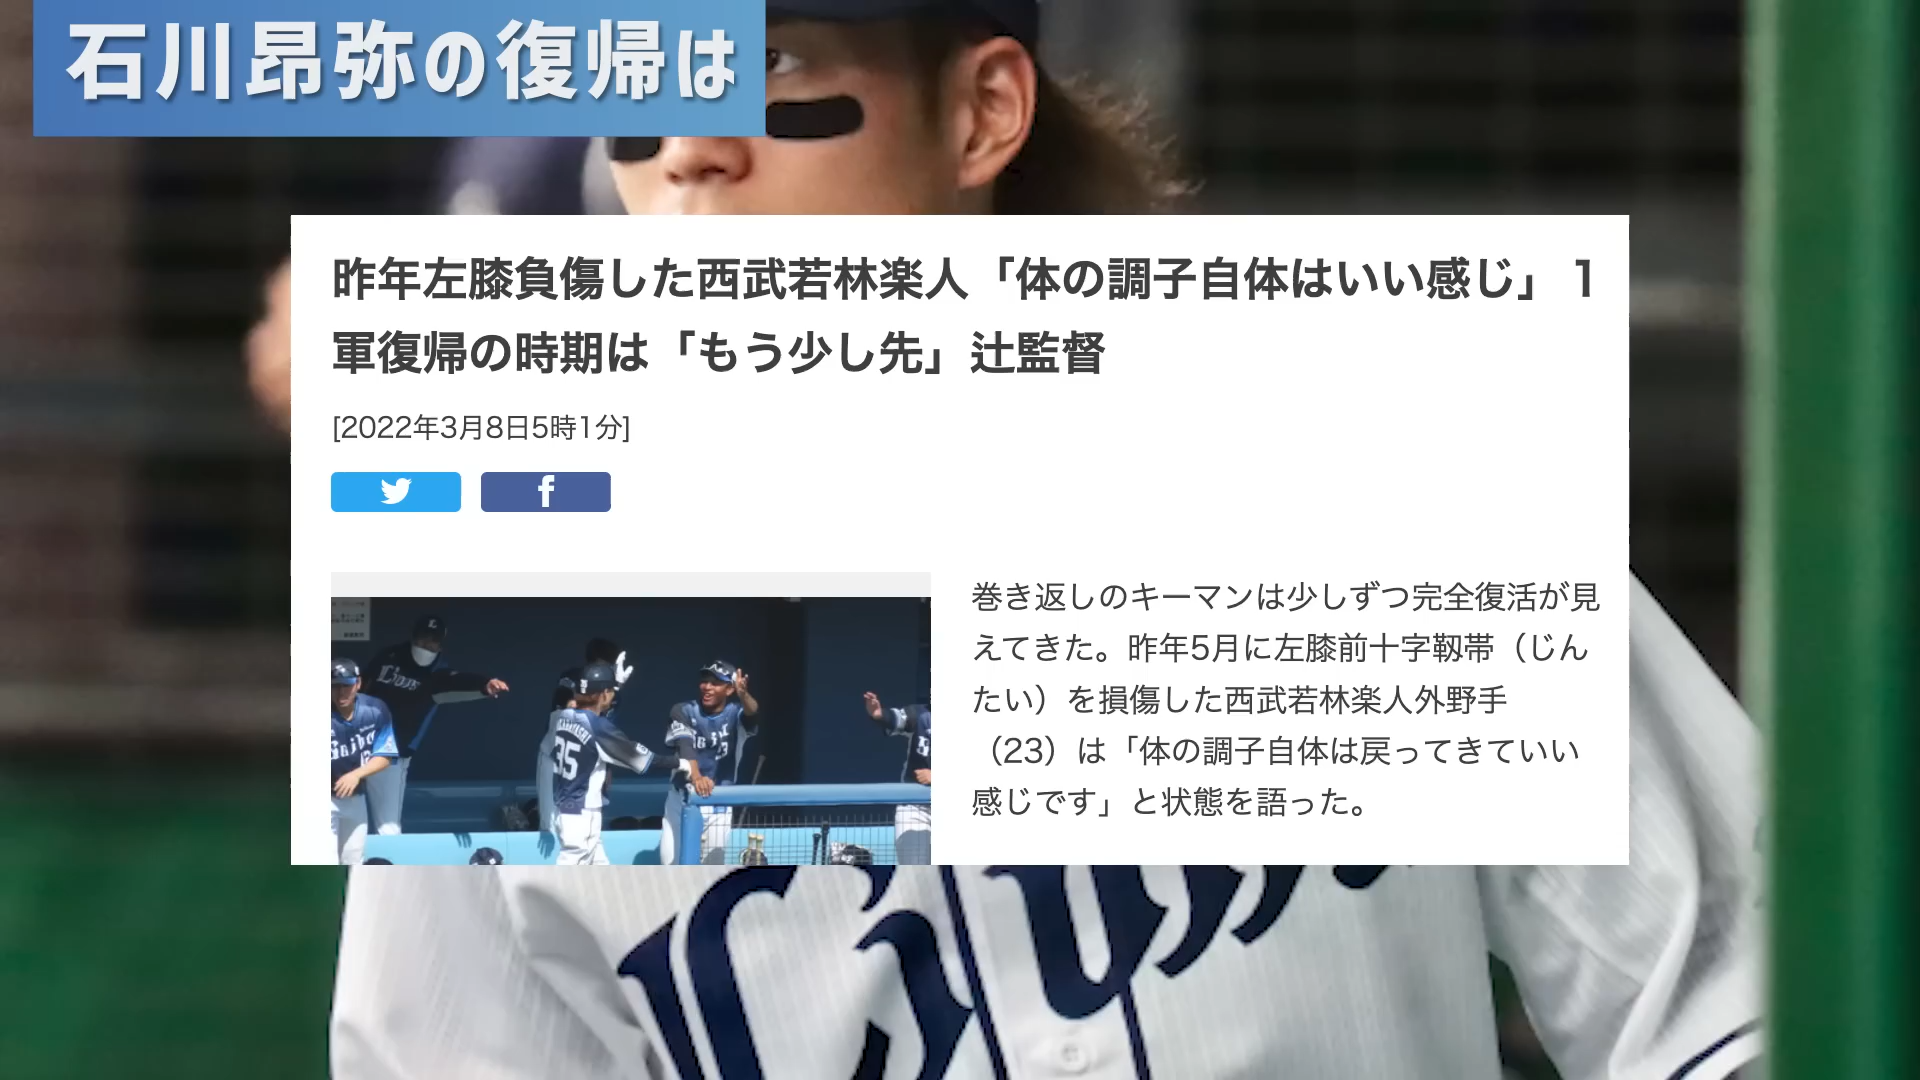 石川昂弥の復帰は
昨年左膝負傷した西武若林楽人「体の調子自体はいい感じ」１
軍復帰の時期は「もう少し先」辻監督
[2022年3月8日5時1分]
巻き返しのキーマンは少しずつ完全復活が見
えてきた。昨年5月に左膝前十字靱帯（じん
たい）を損傷した西武若林楽人外野手
（23）は「体の調子自体は戻ってきていい
感じです」と状態を語った。
35